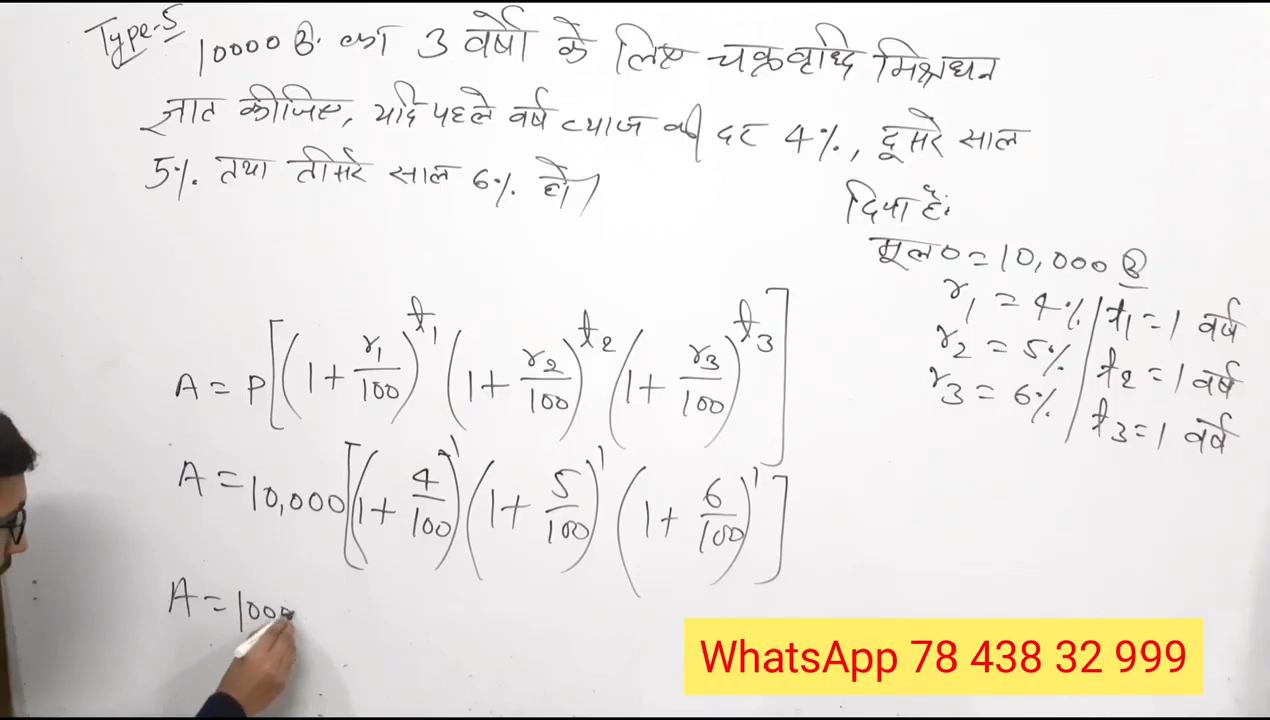 Type-5
10000 रु. का 3 वर्षो के लिए चक्रवृध्दि मिश्रधन
ज्ञात कीजिए, यदि पहले वर्ष ब्याज की दर 4%, दूसरे साल
5% तथा तीसरे साल 6% हो।
दिया है:
मूल0 = 10,000 रु
r₁ = 4% | t₁ = 1 वर्ष
r₂ = 5% | t₂ = 1 वर्ष
r₃ = 6% | t₃ = 1 वर्ष
A = P[(1 + r₁/100)^t₁ (1 + r₂/100)^t₂ (1 + r₃/100)^t₃]
A = 10,000[(1 + 4/100)^1 (1 + 5/100)^1 (1 + 6/100)^1]
A = 1000
WhatsApp 78 438 32 999